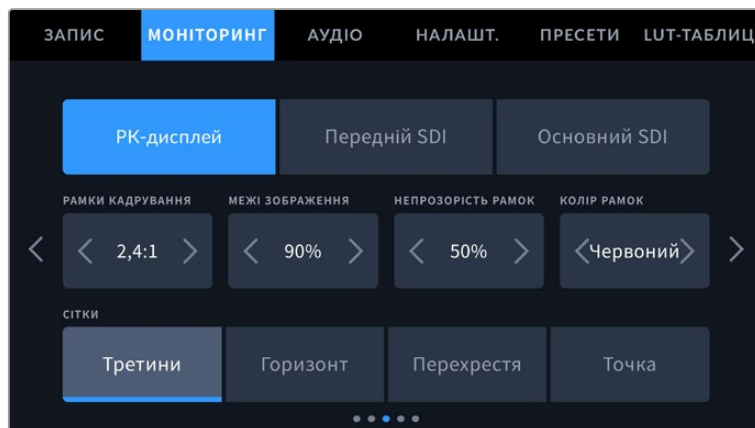 ЗАПИС МОНІТОРИНГ АУДІО НАЛАШТ. ПРЕСЕТИ LUT-ТАБЛИЦ
РК-дисплей Передній SDI Основний SDI
РАМКИ КАДРУВАННЯ МЕЖІ ЗОБРАЖЕННЯ НЕПРОЗОРІСТЬ РАМОК КОЛІР РАМОК
2,4:1 90% 50% Червоний
СІТКИ
Третини Горизонт Перехрестя Точка